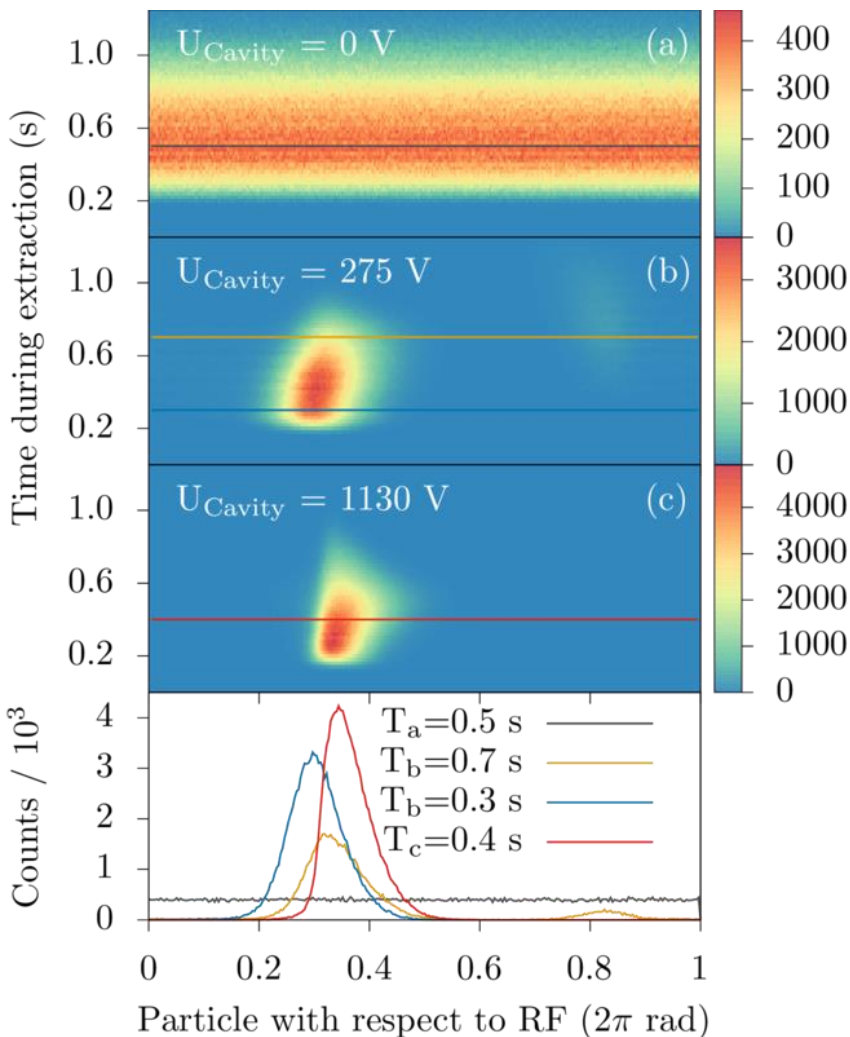 U_Cavity = 0 V (a)
1.0
0.6
0.2
400
300
200
100
0
U_Cavity = 275 V (b)
1.0
0.6
0.2
3000
2000
1000
0
U_Cavity = 1130 V (c)
1.0
0.6
0.2
4000
3000
2000
1000
0
Time during extraction (s)
4
3
2
1
0
Counts / 10³
T_a=0.5 s
T_b=0.7 s
T_b=0.3 s
T_c=0.4 s
0 0.2 0.4 0.6 0.8 1
Particle with respect to RF (2π rad)